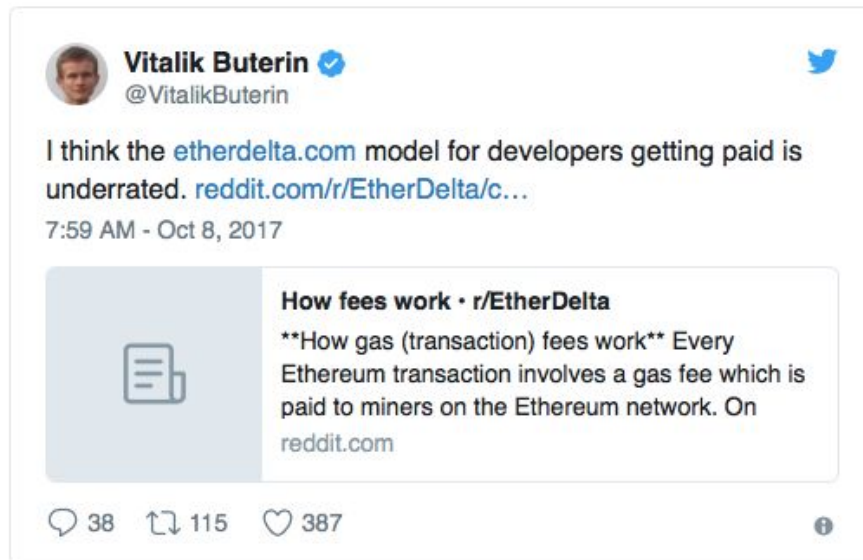 Vitalik Buterin
@VitalikButerin
I think the etherdelta.com model for developers getting paid is
underrated. reddit.com/r/EtherDelta/c…
7:59 AM - Oct 8, 2017
How fees work • r/EtherDelta
**How gas (transaction) fees work** Every
Ethereum transaction involves a gas fee which is
paid to miners on the Ethereum network. On
reddit.com
38 115 387